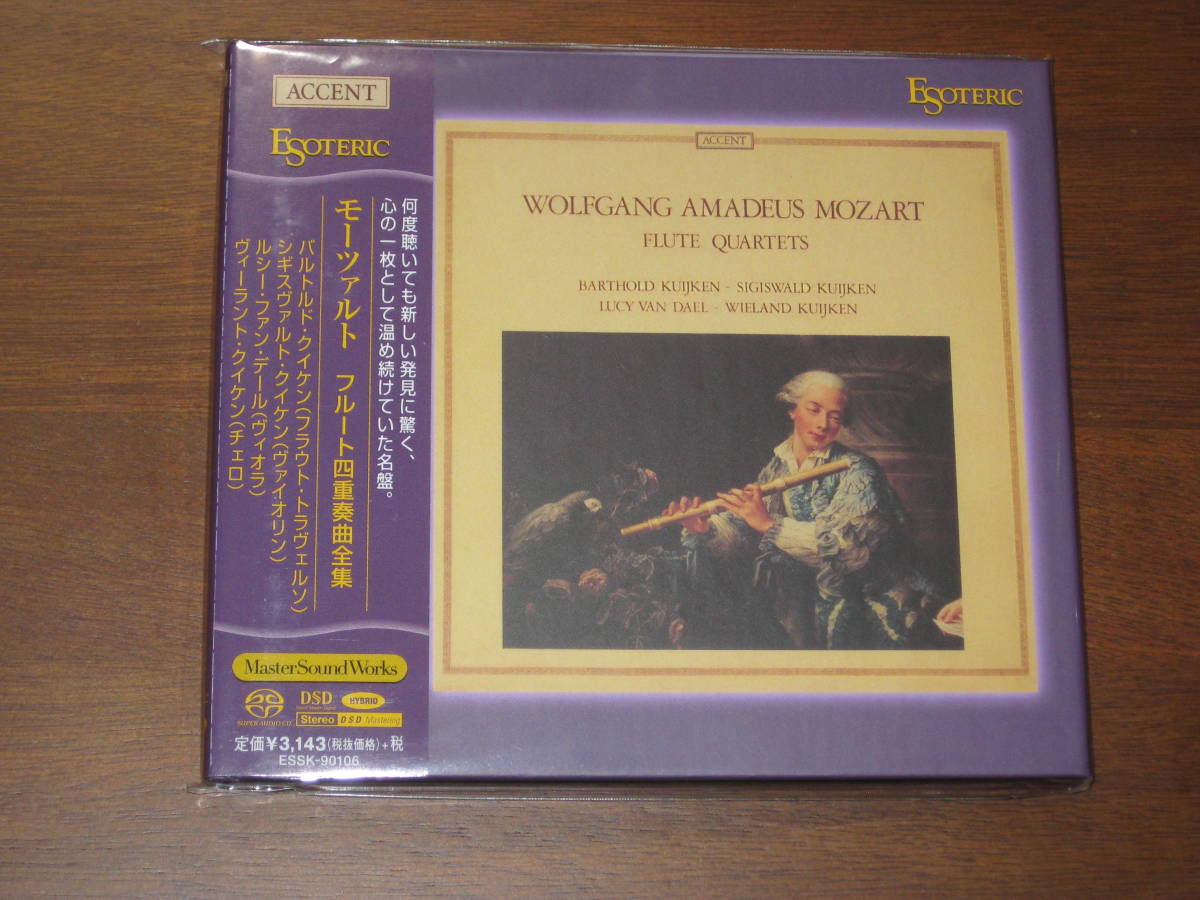 ACCENT
ESOTERIC
何度聴いても新しい発見に驚く、
心の一枚として温め続けていた名盤。
モーツァルト フルート四重奏曲全集
バルトルド・クイケン(フラウト・トラヴェルソ)
シギスヴァルト・クイケン(ヴァイオリン)
ルシー・ファン・デール(ヴィオラ)
ヴィーラント・クイケン(チェロ)
MasterSoundWorks
SUPER AUDIO CD
DSD
Direct Stream Digital
HYBRID
Stereo
DSD Mastering
定価¥3,143(税抜価格)+税
ESSK-90106
ESOTERIC
ACCENT
WOLFGANG AMADEUS MOZART
FLUTE QUARTETS
BARTHOLD KUIJKEN - SIGISWALD KUIJKEN
LUCY VAN DAEL - WIELAND KUIJKEN